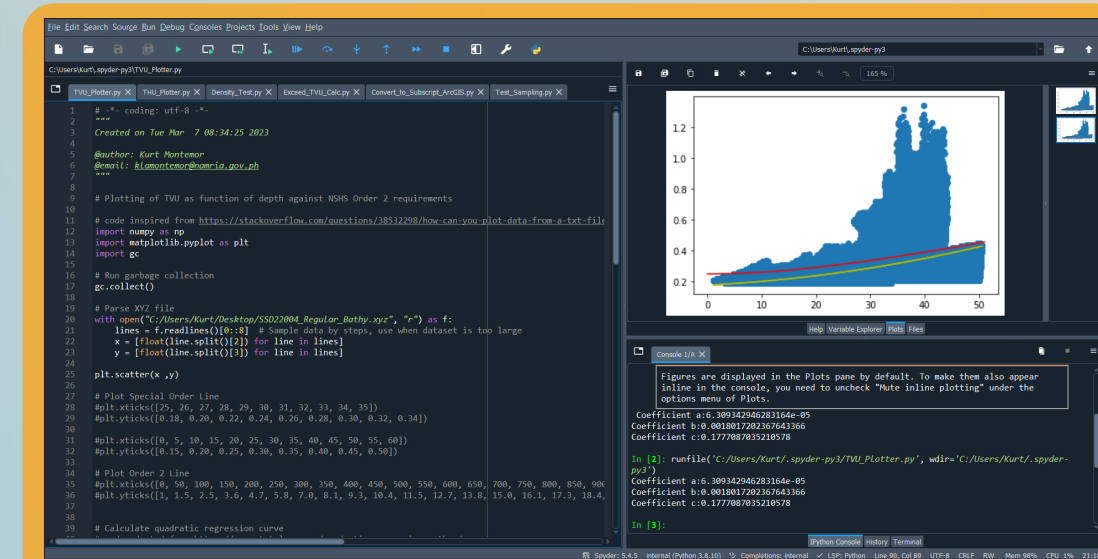 File Edit Search Source Run Debug Consoles Projects Tools View Help
C:\Users\Kurt\.spyder-py3
C:\Users\Kurt\.spyder-py3\TVU_Plotter.py
TVU_Plotter.py X THU_Plotter.py X Density_Test.py X Exceed_TVU_Calc.py X Convert_to_Subscript_ArcGIS.py X Test_Sampling.py X
1 # -*- coding: utf-8 -*-
2 """
3 Created on Tue Mar  7 08:34:25 2023
4
5 @author: Kurt Montemor
6 @email: klamontemor@namria.gov.ph
7 """
8
9 # Plotting of TVU as function of depth against NSHS Order 2 requirements
10
11 # code inspired from https://stackoverflow.com/questions/38532298/how-can-you-plot-data-from-a-txt-file
12 import numpy as np
13 import matplotlib.pyplot as plt
14 import gc
15
16 # Run garbage collection
17 gc.collect()
18
19 # Parse XYZ file
20 with open("C:/Users/Kurt/Desktop/SSD22004_Regular_Bathy.xyz", "r") as f:
21     lines = f.readlines()[0::8]  # Sample data by steps, use when dataset is too large
22     x = [float(line.split()[2]) for line in lines]
23     y = [float(line.split()[3]) for line in lines]
24
25 plt.scatter(x ,y)
26
27 # Plot Special Order Line
28 #plt.xticks([25, 26, 27, 28, 29, 30, 31, 32, 33, 34, 35])
29 #plt.yticks([0.18, 0.20, 0.22, 0.24, 0.26, 0.28, 0.30, 0.32, 0.34])
30
31 #plt.xticks([0, 5, 10, 15, 20, 25, 30, 35, 40, 45, 50, 55, 60])
32 #plt.yticks([0.15, 0.20, 0.25, 0.30, 0.35, 0.40, 0.45, 0.50])
33
34 # Plot Order 2 Line
35 #plt.xticks([0, 50, 100, 150, 200, 250, 300, 350, 400, 450, 500, 550, 600, 650, 700, 750, 800, 850, 900
36 #plt.yticks([1, 1.5, 2.5, 3.6, 4.7, 5.8, 7.0, 8.1, 9.3, 10.4, 11.5, 12.7, 13.8, 15.0, 16.1, 17.3, 18.4,
37
38
39 # Calculate quadratic regression curve
165 %
1.2
1.0
0.8
0.6
0.4
0.2
0 10 20 30 40 50
Help Variable Explorer Plots Files
Console 1/A X
Figures are displayed in the Plots pane by default. To make them also appear
inline in the console, you need to uncheck "Mute inline plotting" under the
options menu of Plots.
Coefficient a:6.309342946283164e-05
Coefficient b:0.0018017202367643366
Coefficient c:0.1777087035210578
In [2]: runfile('C:/Users/Kurt/.spyder-py3/TVU_Plotter.py', wdir='C:/Users/Kurt/.spyder-
py3')
Coefficient a:6.309342946283164e-05
Coefficient b:0.0018017202367643366
Coefficient c:0.1777087035210578
In [3]:
IPython Console History Terminal
Spyder: 5.4.5 internal (Python 3.8.10) Completions: internal LSP: Python Line 90, Col 89 UTF-8 CRLF RW Mem 98% CPU 1%